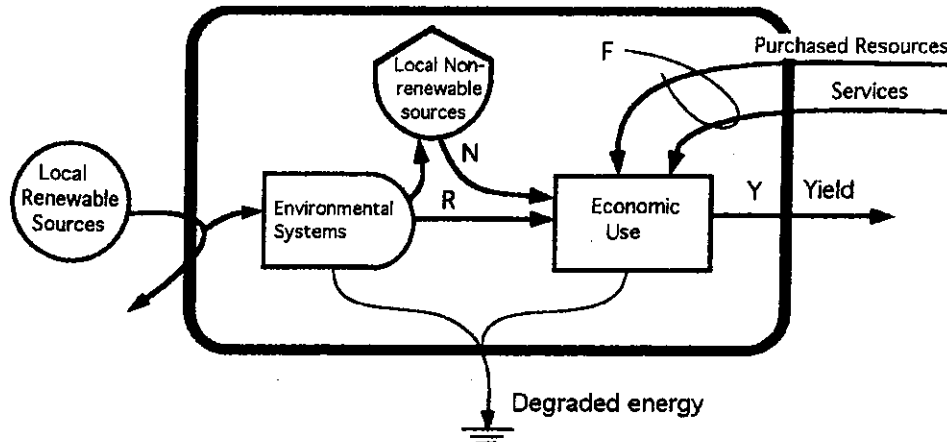 F
Purchased Resources
Services
Local Non-
renewable
sources
N
Local
Renewable
Sources
Environmental
Systems
R
Economic
Use
Y
Yield
Degraded energy